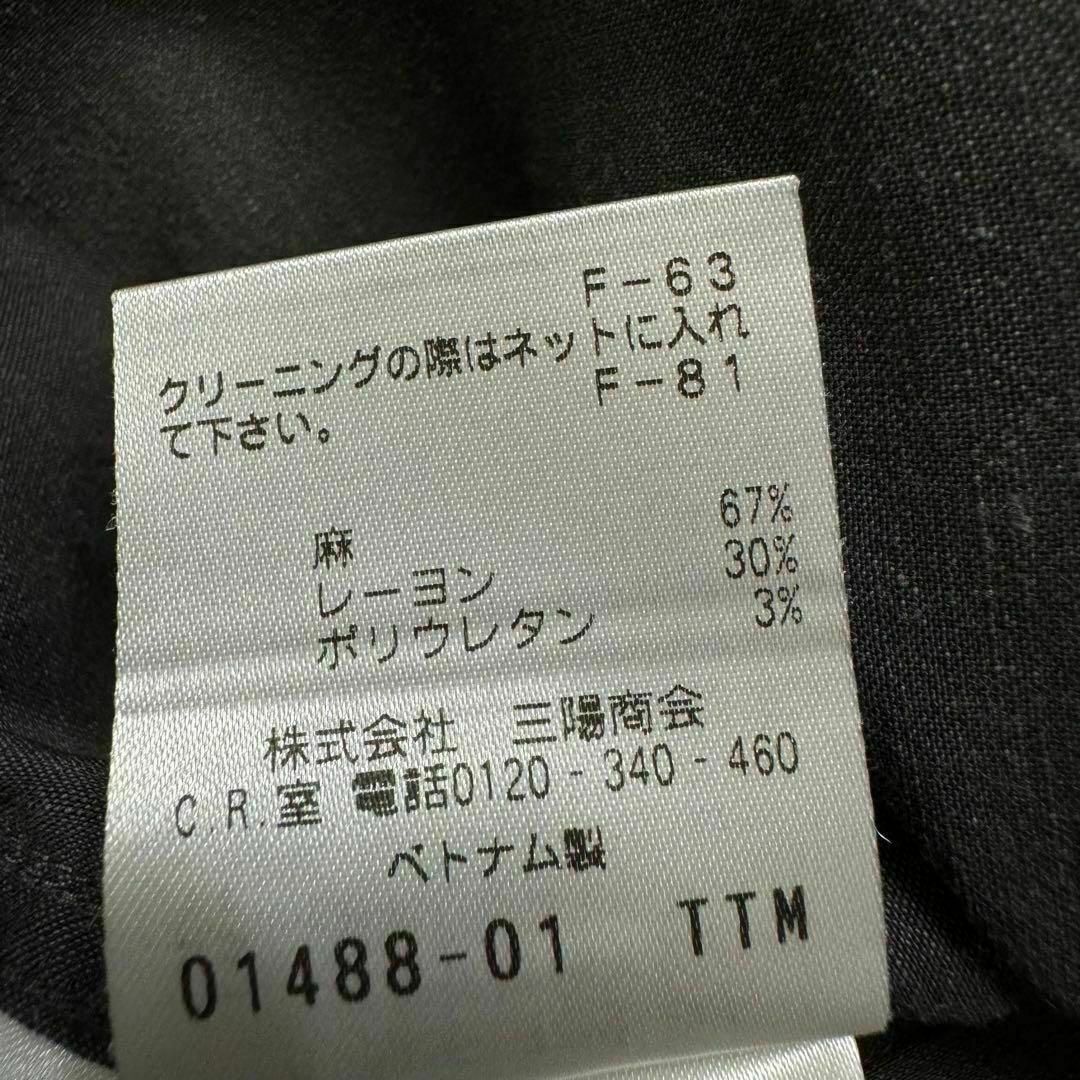 F-63
クリーニングの際はネットに入れ
て下さい。
F-81
麻 67%
レーヨン 30%
ポリウレタン 3%
株式会社 三陽商会
C.R.室 電話0120-340-460
ベトナム製
01488-01 TTM